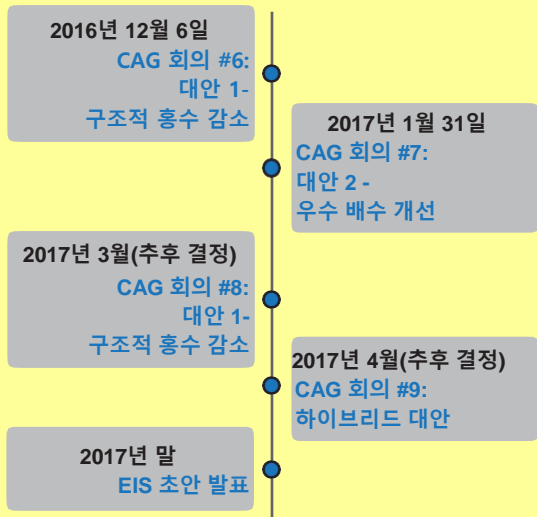 2016년 12월 6일
CAG 회의 #6:
대안 1-
구조적 홍수 감소
2017년 1월 31일
CAG 회의 #7:
대안 2 -
우수 배수 개선
2017년 3월(추후 결정)
CAG 회의 #8:
대안 1-
구조적 홍수 감소
2017년 4월(추후 결정)
CAG 회의 #9:
하이브리드 대안
2017년 말
EIS 초안 발표